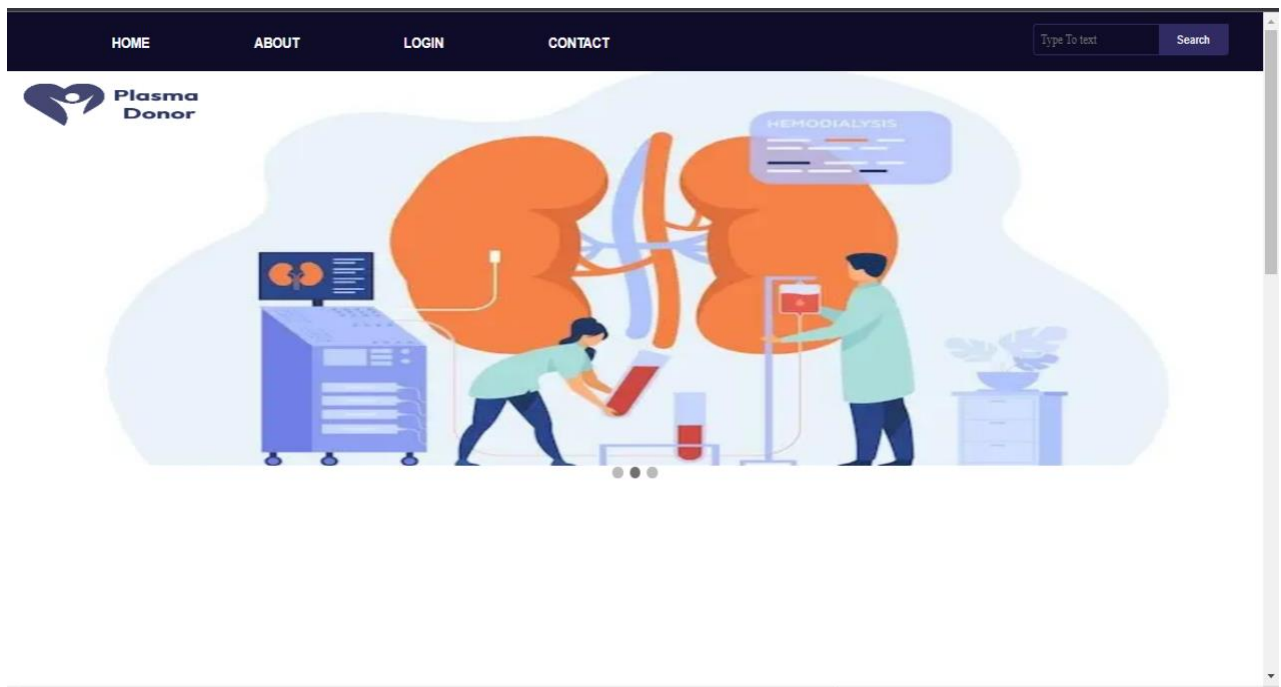 HOME ABOUT LOGIN CONTACT Type To text Search
Plasma
Donor
HEMODIALYSIS